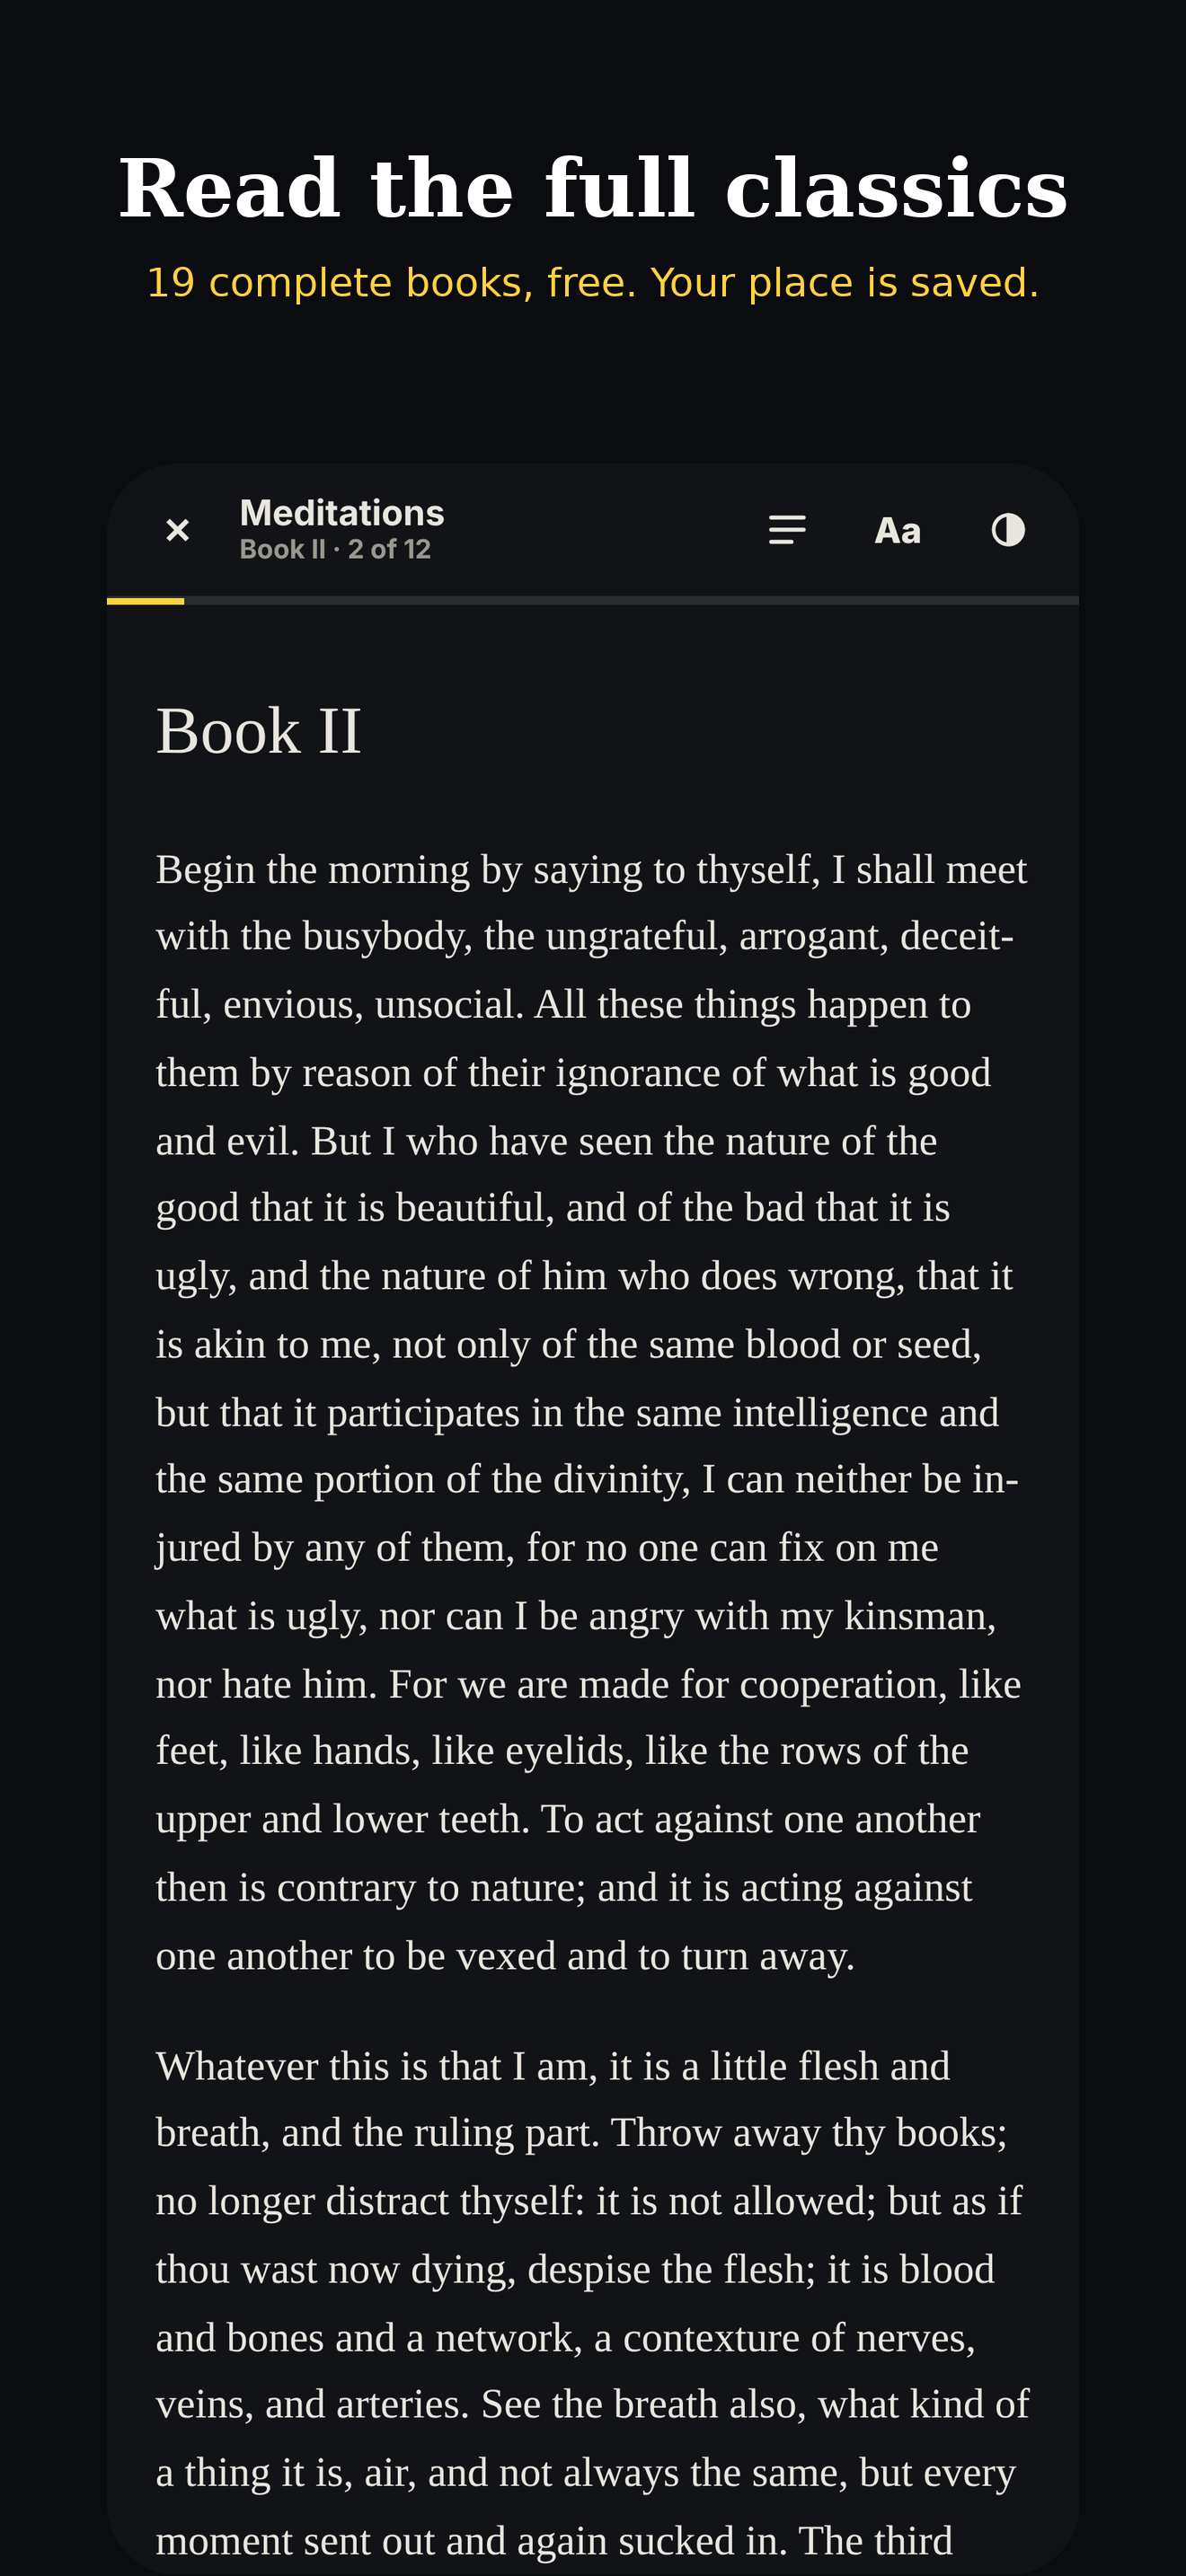 Read the full classics
19 complete books, free. Your place is saved.
× Meditations
Book II · 2 of 12
Aa
Book II
Begin the morning by saying to thyself, I shall meet
with the busybody, the ungrateful, arrogant, deceit-
ful, envious, unsocial. All these things happen to
them by reason of their ignorance of what is good
and evil. But I who have seen the nature of the
good that it is beautiful, and of the bad that it is
ugly, and the nature of him who does wrong, that it
is akin to me, not only of the same blood or seed,
but that it participates in the same intelligence and
the same portion of the divinity, I can neither be in-
jured by any of them, for no one can fix on me
what is ugly, nor can I be angry with my kinsman,
nor hate him. For we are made for cooperation, like
feet, like hands, like eyelids, like the rows of the
upper and lower teeth. To act against one another
then is contrary to nature; and it is acting against
one another to be vexed and to turn away.
Whatever this is that I am, it is a little flesh and
breath, and the ruling part. Throw away thy books;
no longer distract thyself: it is not allowed; but as if
thou wast now dying, despise the flesh; it is blood
and bones and a network, a contexture of nerves,
veins, and arteries. See the breath also, what kind of
a thing it is, air, and not always the same, but every
moment sent out and again sucked in. The third